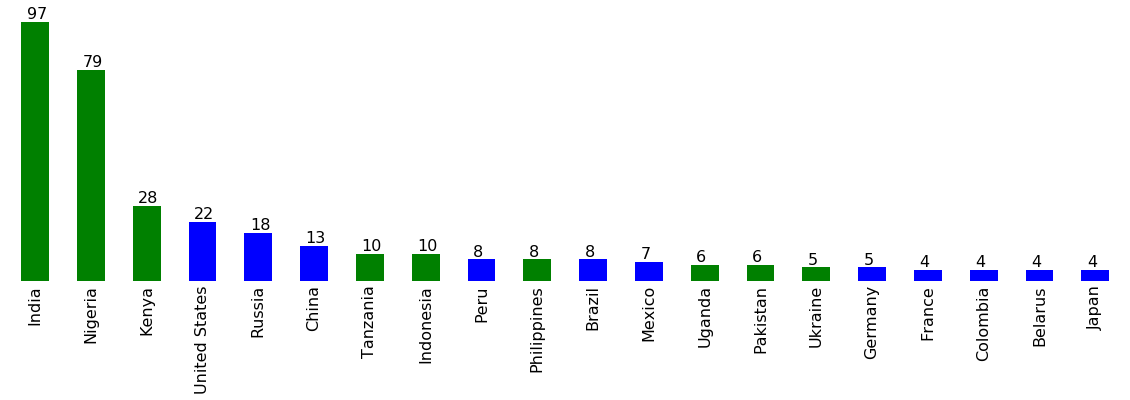 97
79
28
22
18
13
10
10
8
8
8
7
6
6
5
5
4
4
4
4
India
Nigeria
Kenya
United States
Russia
China
Tanzania
Indonesia
Peru
Philippines
Brazil
Mexico
Uganda
Pakistan
Ukraine
Germany
France
Colombia
Belarus
Japan